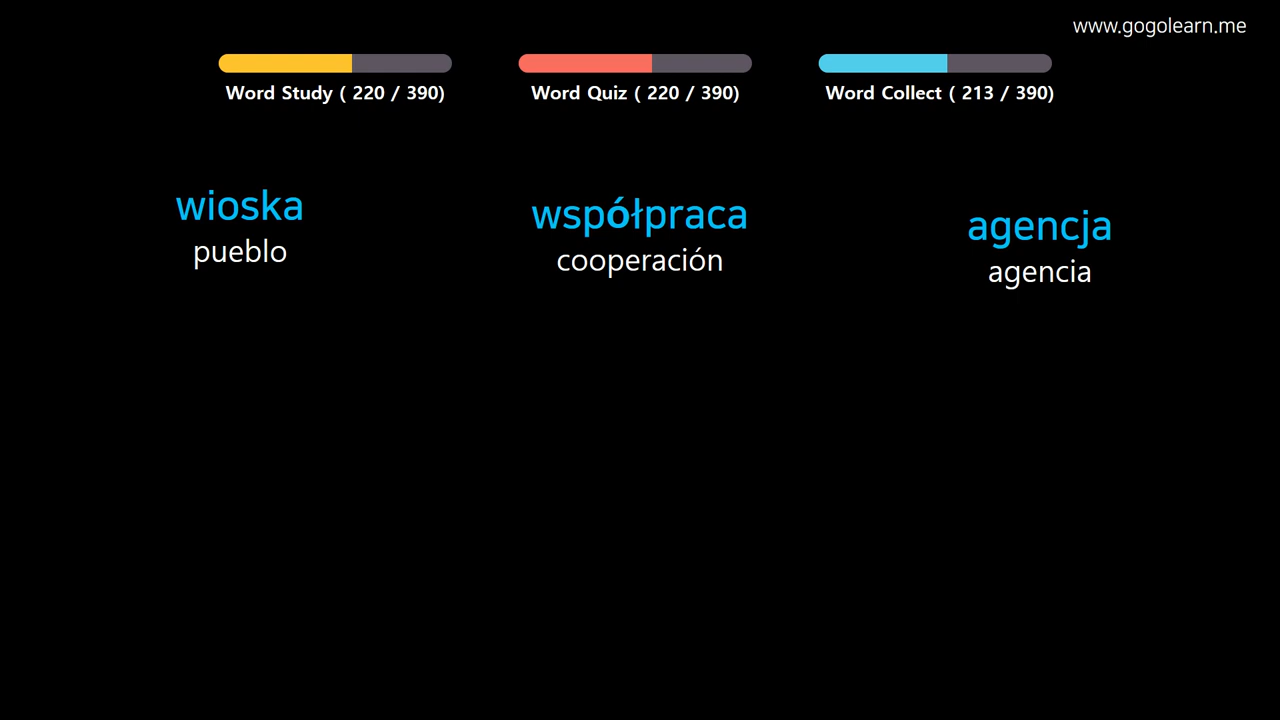 www.gogolearn.me
Word Study ( 220 / 390)
Word Quiz ( 220 / 390)
Word Collect ( 213 / 390)
wioska
pueblo
współpraca
cooperación
agencja
agencia